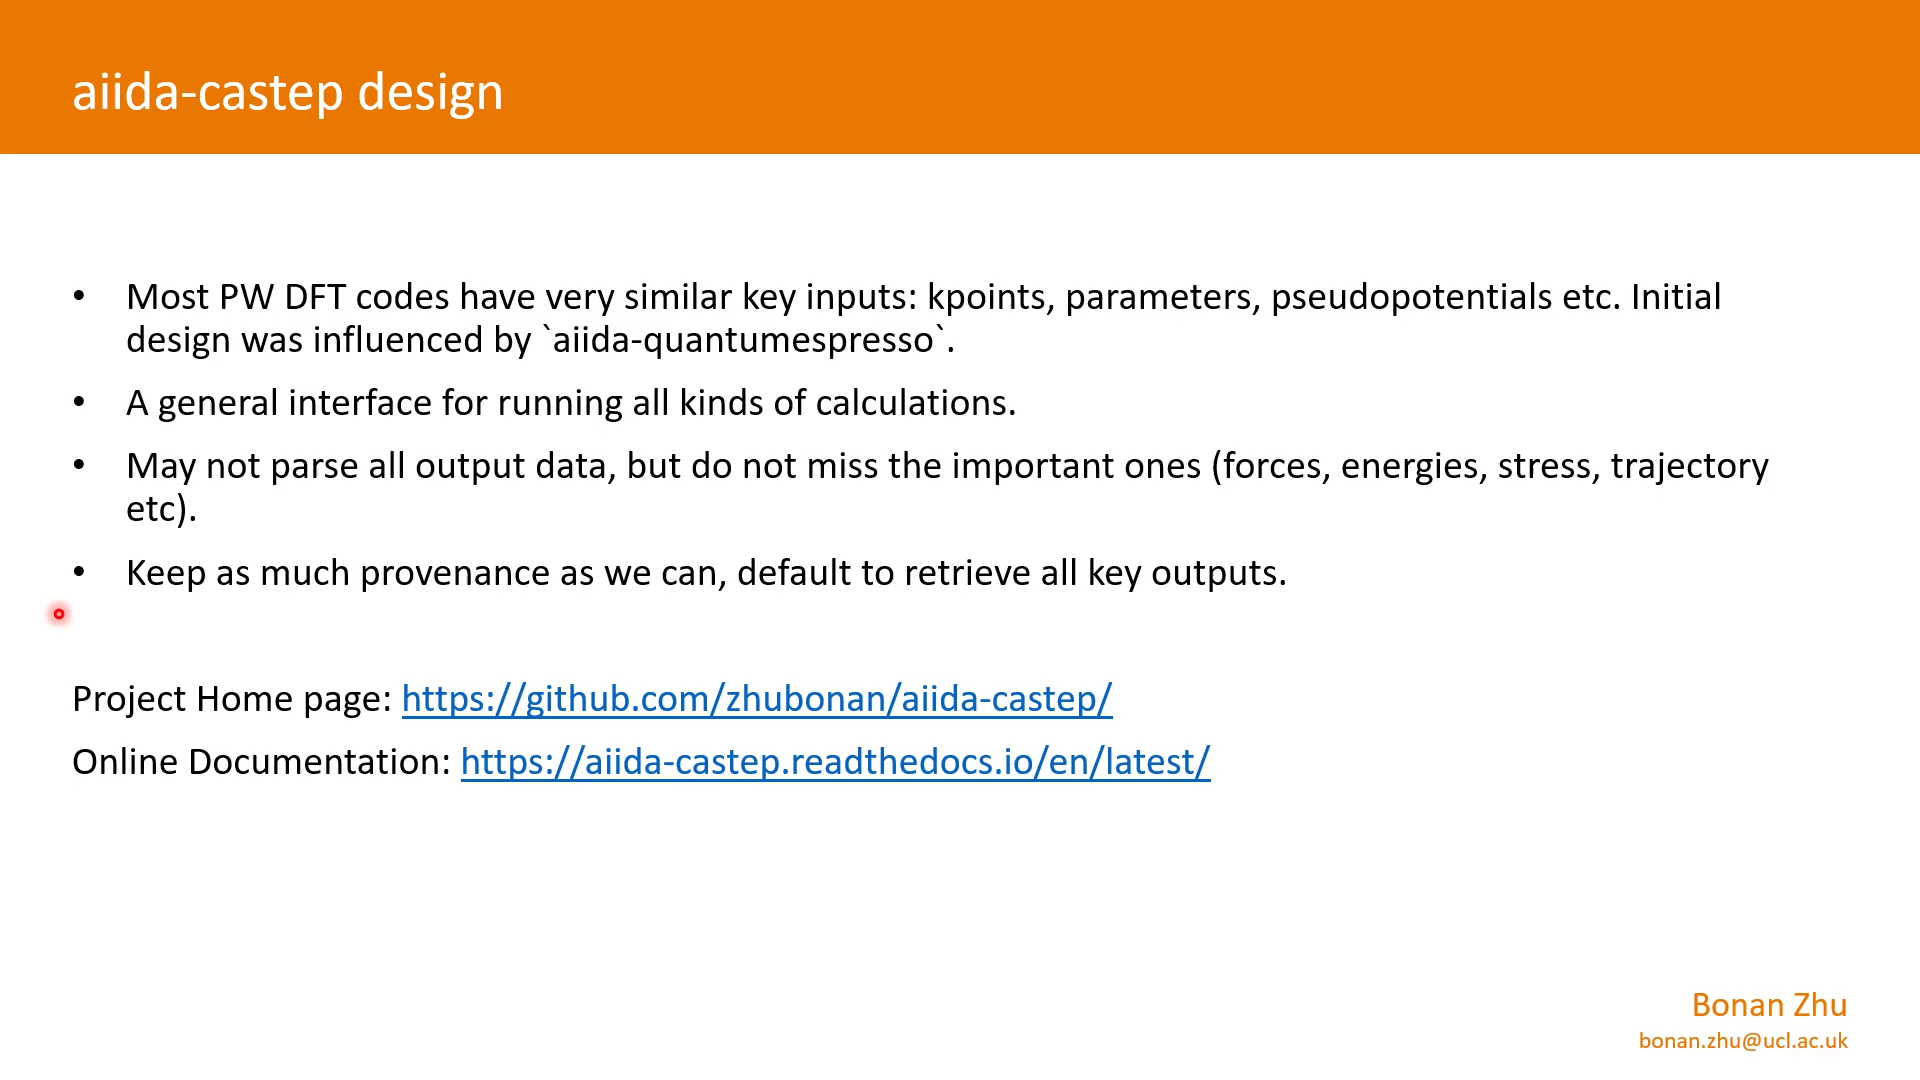 aiida-castep design
• Most PW DFT codes have very similar key inputs: kpoints, parameters, pseudopotentials etc. Initial
design was influenced by `aiida-quantumespresso`.
• A general interface for running all kinds of calculations.
• May not parse all output data, but do not miss the important ones (forces, energies, stress, trajectory
etc).
• Keep as much provenance as we can, default to retrieve all key outputs.
Project Home page: https://github.com/zhubonan/aiida-castep/
Online Documentation: https://aiida-castep.readthedocs.io/en/latest/
Bonan Zhu
bonan.zhu@ucl.ac.uk